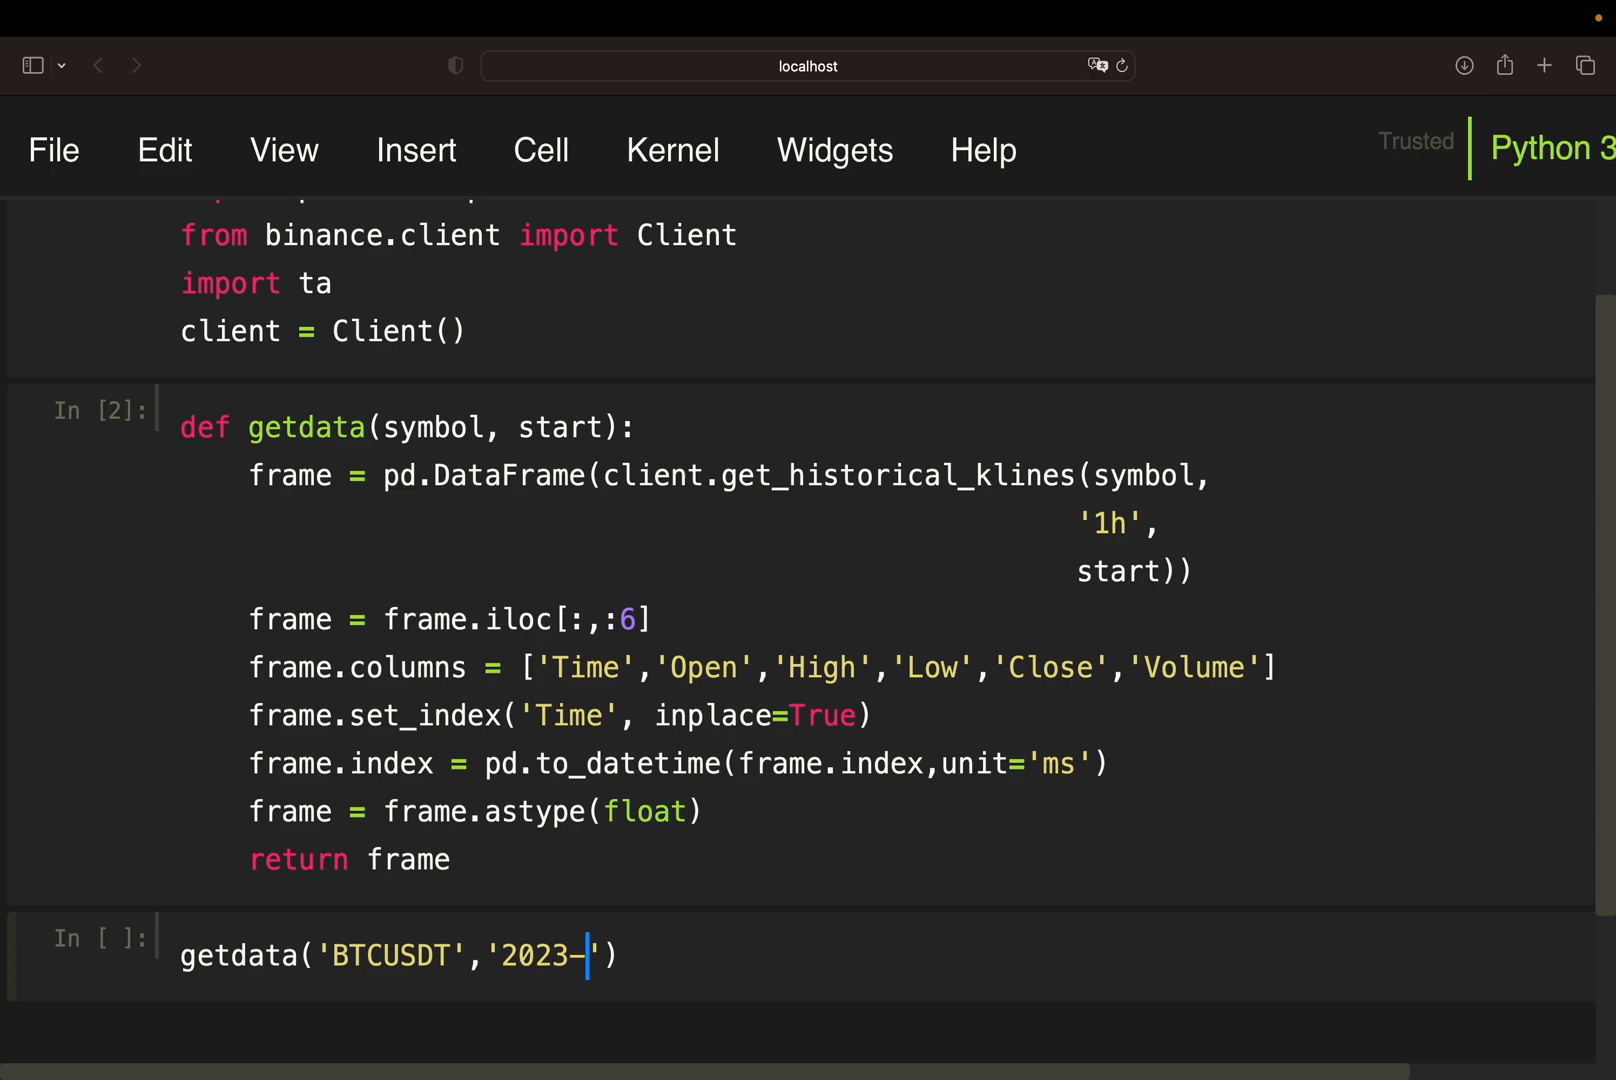 localhost
File Edit View Insert Cell Kernel Widgets Help Trusted Python 3
from binance.client import Client
import ta
client = Client()
In [2]: def getdata(symbol, start):
frame = pd.DataFrame(client.get_historical_klines(symbol,
'1h',
start))
frame = frame.iloc[:,:6]
frame.columns = ['Time','Open','High','Low','Close','Volume']
frame.set_index('Time', inplace=True)
frame.index = pd.to_datetime(frame.index,unit='ms')
frame = frame.astype(float)
return frame
In [ ]: getdata('BTCUSDT','2023-')